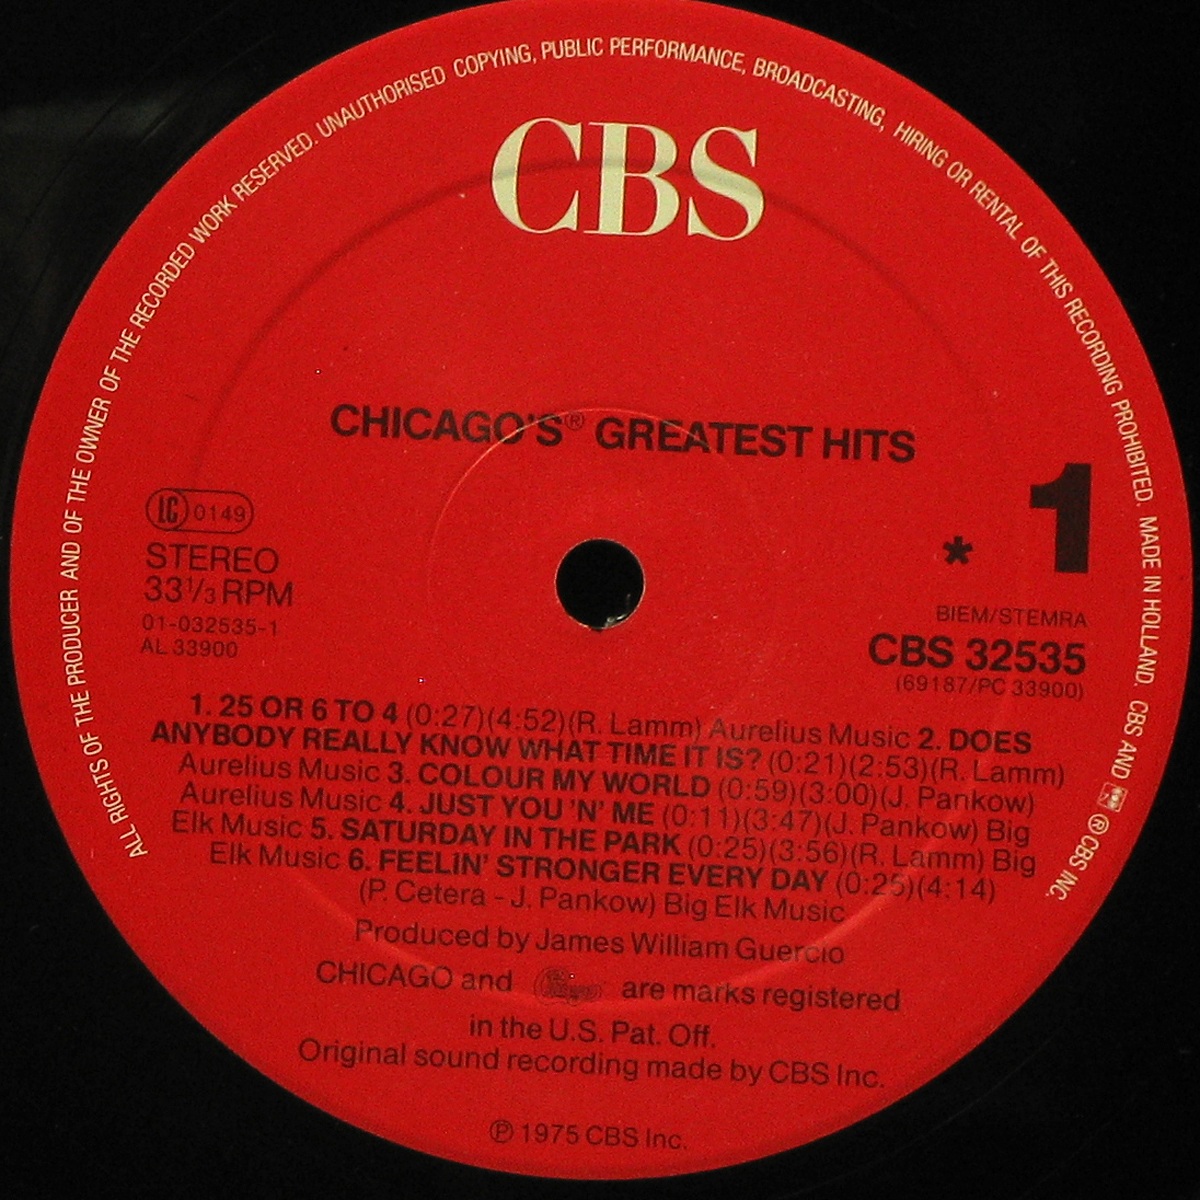 ALL RIGHTS OF THE PRODUCER AND OF THE OWNER OF THE RECORDED WORK RESERVED. UNAUTHORISED COPYING, PUBLIC PERFORMANCE, BROADCASTING, HIRING OR RENTAL OF THIS RECORDING PROHIBITED. MADE IN HOLLAND. CBS AND ® CBS INC.
CBS
CHICAGO'S® GREATEST HITS
LC 0149
STEREO
33⅓ RPM
01-032535-1
AL 33900
* 1
BIEM/STEMRA
CBS 32535
(69187/PC 33900)
1. 25 OR 6 TO 4 (0:27)(4:52)(R. Lamm) Aurelius Music 2. DOES
ANYBODY REALLY KNOW WHAT TIME IT IS? (0:21)(2:53)(R. Lamm)
Aurelius Music 3. COLOUR MY WORLD (0:59)(3:00)(J. Pankow)
Aurelius Music 4. JUST YOU 'N' ME (0:11)(3:47)(J. Pankow) Big
Elk Music 5. SATURDAY IN THE PARK (0:25)(3:56)(R. Lamm) Big
Elk Music 6. FEELIN' STRONGER EVERY DAY (0:25)(4:14)
(P. Cetera - J. Pankow) Big Elk Music
Produced by James William Guercio
CHICAGO and Chicago are marks registered
in the U.S. Pat. Off.
Original sound recording made by CBS Inc.
℗ 1975 CBS Inc.